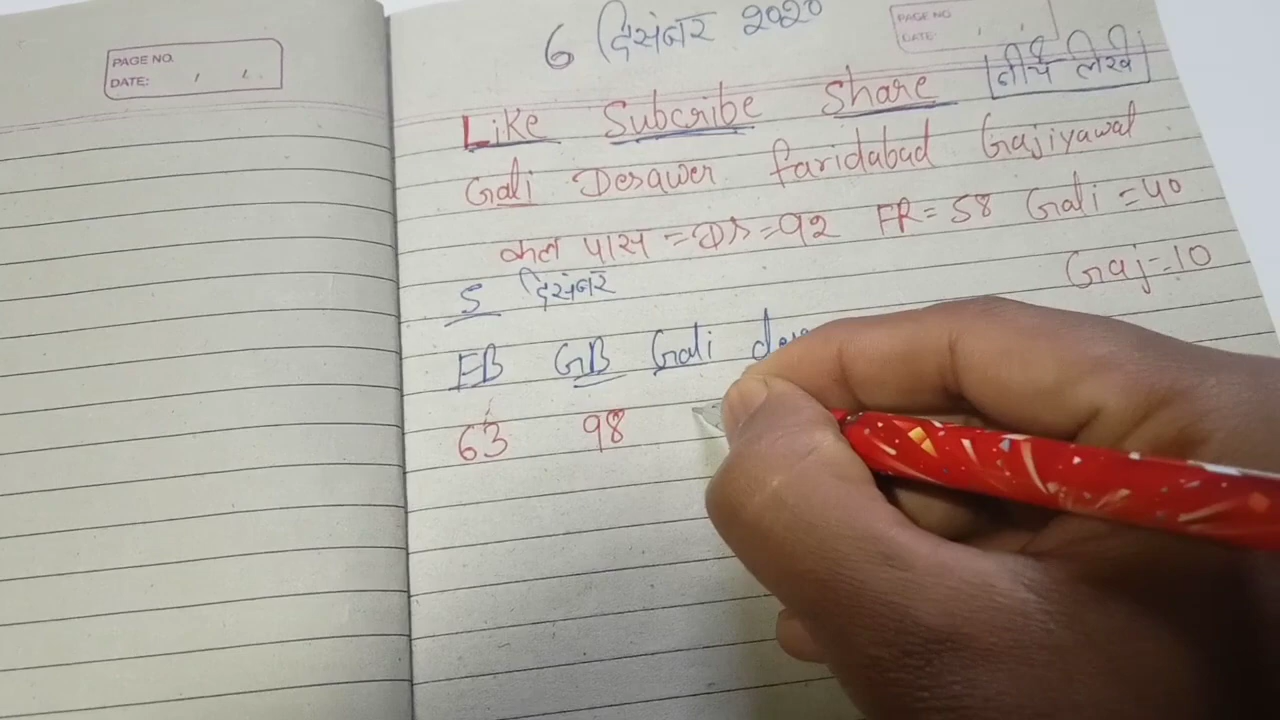 PAGE NO.
DATE:
6 दिसंबर 2020
PAGE NO
DATE:
Like Subcribe Share नीचे लिखे
Gali Desawer faridabad Gajiyawal
कल पास = DS = 92 FR = 58 Gali = 40
Graj = 10
5 दिसंबर
FB GB Gali
63 98